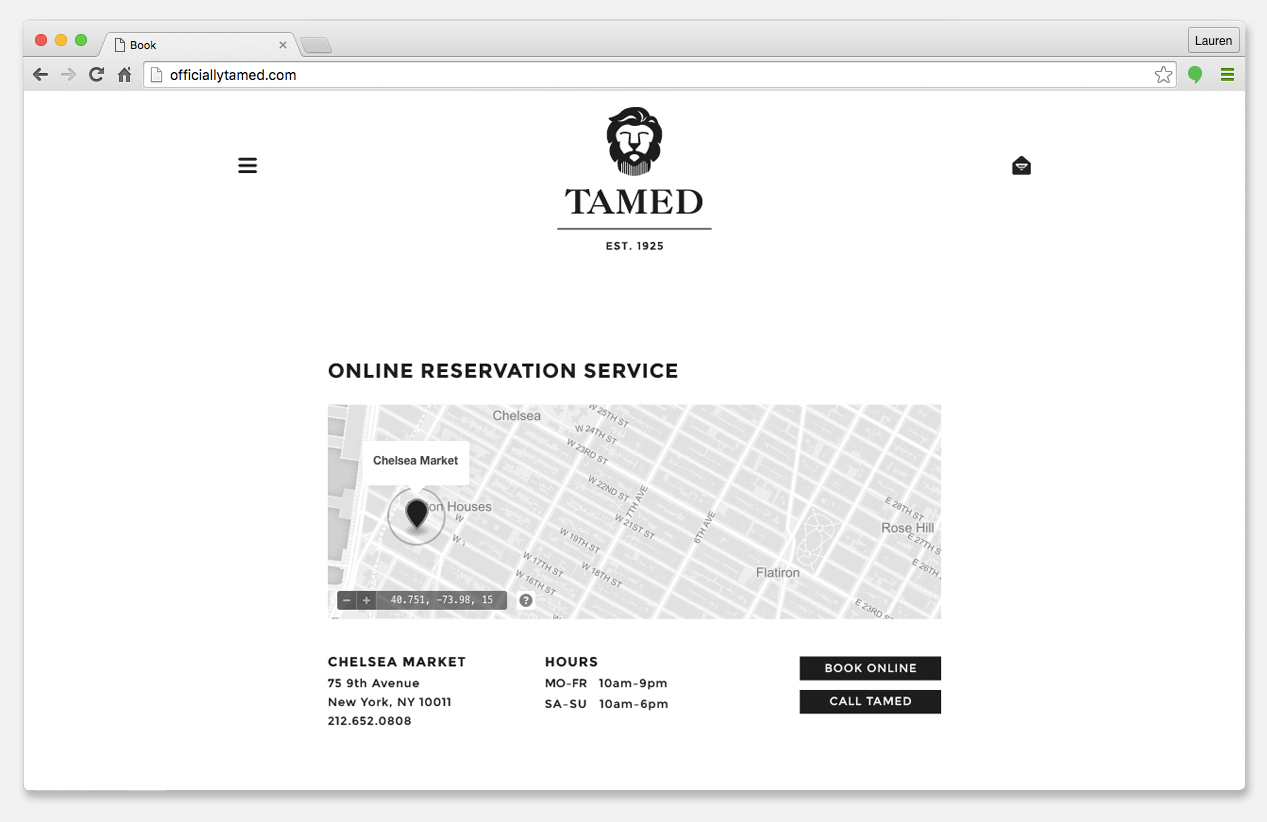 Book
Lauren
officiallytamed.com
TAMED
EST. 1925
ONLINE RESERVATION SERVICE
Chelsea
W 25TH ST
W 24TH ST
W 23RD ST
Chelsea Market
W 22ND ST
7TH AVE
E 28TH ST
on Houses
W
W 21ST ST
6TH AVE
Rose Hill
W
W 19TH ST
E 27TH S
W 17TH ST
W 18TH ST
Flatiron
E 26TH
W 16TH ST
40.751, -73.98, 15
?
E 23RD S
CHELSEA MARKET
75 9th Avenue
New York, NY 10011
212.652.0808
HOURS
MO-FR 10am-9pm
SA-SU 10am-6pm
BOOK ONLINE
CALL TAMED